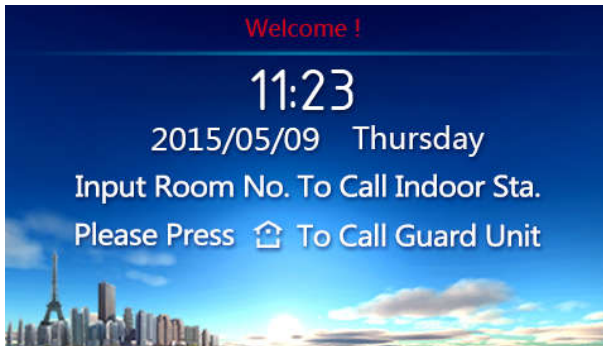 Welcome !
11:23
2015/05/09 Thursday
Input Room No. To Call Indoor Sta.
Please Press To Call Guard Unit